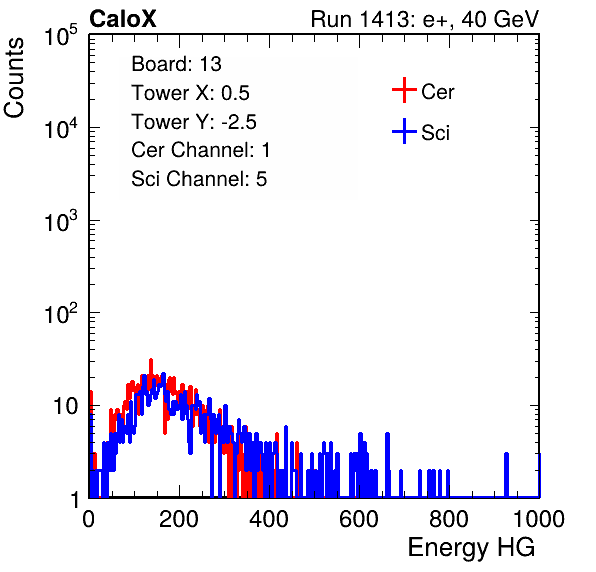 CaloX Run 1413: e+, 40 GeV
Counts
Board: 13
Tower X: 0.5
Tower Y: -2.5
Cer Channel: 1
Sci Channel: 5
Cer
Sci
10^5
10^4
10^3
10^2
10
1
0 200 400 600 800 1000
Energy HG